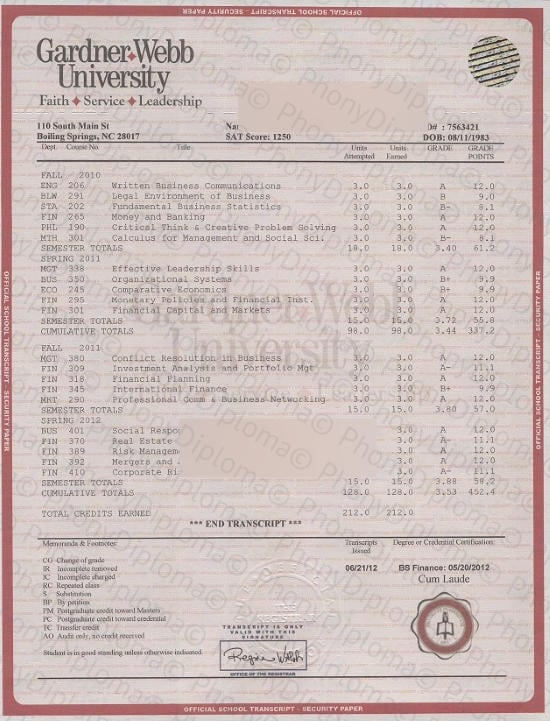 OFFICIAL SCHOOL TRANSCRIPT - SECURITY PAPER
Gardner-Webb
University
Faith ♦ Service ♦ Leadership
110 South Main St
Boiling Springs, NC 28017
SAT Score: 1250
: 7563421
DOB: 08/11/1983
Dept. Course No. Title Units Attempted Units Earned GRADE GRADE POINTS
FALL / 2010
ENG 206 Written Business Communications 3.0 3.0 A 12.0
BLW 291 Legal Environment of Business 3.0 3.0 B 9.0
STA 202 Fundamental Business Statistics 3.0 3.0 B- 8.1
FIN 265 Money and Banking 3.0 3.0 A 12.0
PHL 190 Critical Think & Creative Problem Solving 3.0 3.0 A 12.0
MTH 301 Calculus for Management and Social Sci. 3.0 3.0 B- 8.1
SEMESTER TOTALS 18.0 18.0 3.40 61.2
SPRING 2011
MGT 338 Effective Leadership Skills 3.0 3.0 A 12.0
BUS 350 Organizational Systems 3.0 3.0 B+ 9.9
ECO 245 Comparative Economics 3.0 3.0 B+ 9.9
FIN 295 Monetary Policies and Financial Inst. 3.0 3.0 A 12.0
FIN 301 Financial Capital and Markets 3.0 3.0 A 12.0
SEMESTER TOTALS 15.0 15.0 3.72 55.8
CUMULATIVE TOTALS 98.0 98.0 3.44 337.2
FALL / 2011
MGT 380 Conflict Resolution in Business 3.0 3.0 A 12.0
FIN 309 Investment Analysis and Portfolio Mgt 3.0 3.0 A- 11.1
FIN 318 Financial Planning 3.0 3.0 A 12.0
FIN 345 International Finance 3.0 3.0 B+ 9.9
MKT 290 Professional Comm & Business Networking 3.0 3.0 A 12.0
SEMESTER TOTALS 15.0 15.0 3.80 57.0
SPRING 2012
BUS 401 Social Respo 3.0 A 12.0
FIN 370 Real Estate 3.0 A- 11.1
FIN 389 Risk Managem 3.0 A 12.0
FIN 392 Mergers and 3.0 A 12.0
FIN 410 Corporate Ri 3.0 A- 11.1
SEMESTER TOTALS 15.0 15.0 3.88 58.2
CUMULATIVE TOTALS 128.0 128.0 3.53 452.4
TOTAL CREDITS EARNED 212.0 212.0
*** END TRANSCRIPT ***
Memoranda & Footnotes: Transcripts Issued Degree or Credential Certification:
CG Change of grade
IR Incomplete removed
IC Incomplete charged
RC Repeated class
S Substitution
BP By petition
PM Postgraduate credit toward Masters
PC Postgraduate credit toward credential
TC Transfer credit
AO Audit only, no credit received
06/21/12 BS Finance: 05/20/2012
Cum Laude
Student is in good standing unless otherwise indicated.
TRANSCRIPT IS ONLY
VALID WITH THIS
SIGNATURE
OFFICE OF THE REGISTRAR
OFFICIAL SCHOOL TRANSCRIPT - SECURITY PAPER
OFFICIAL SCHOOL TRANSCRIPT - SECURITY PAPER
OFFICIAL SCHOOL TRANSCRIPT - SECURITY PAPER
PhonyDiploma©